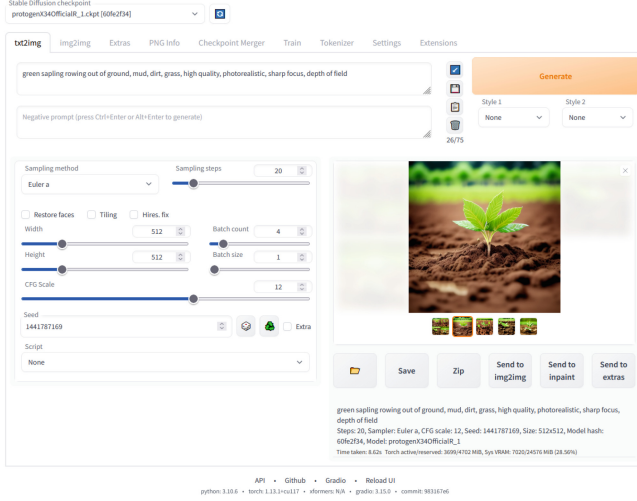 Stable Diffusion checkpoint
protogenX34OfficialR_1.ckpt [60fe2f34]
txt2img img2img Extras PNG Info Checkpoint Merger Train Tokenizer Settings Extensions
green sapling rowing out of ground, mud, dirt, grass, high quality, photorealistic, sharp focus, depth of field
Generate
Negative prompt (press Ctrl+Enter or Alt+Enter to generate)
Style 1 Style 2
None None
26/75
Sampling method Sampling steps 20
Euler a
Restore faces Tiling Hires. fix
Width 512 Batch count 4
Height 512 Batch size 1
CFG Scale 12
Seed
1441787169 Extra
Script
None
Save Zip Send to img2img Send to inpaint Send to extras
green sapling rowing out of ground, mud, dirt, grass, high quality, photorealistic, sharp focus,
depth of field
Steps: 20, Sampler: Euler a, CFG scale: 12, Seed: 1441787169, Size: 512x512, Model hash:
60fe2f34, Model: protogenX34OfficialR_1
Time taken: 8.62s Torch active/reserved: 3699/4702 MiB, Sys VRAM: 7020/24576 MiB (28.56%)
API • Github • Gradio • Reload UI
python: 3.10.6 • torch: 1.13.1+cu117 • xformers: N/A • gradio: 3.15.0 • commit: 983167e6